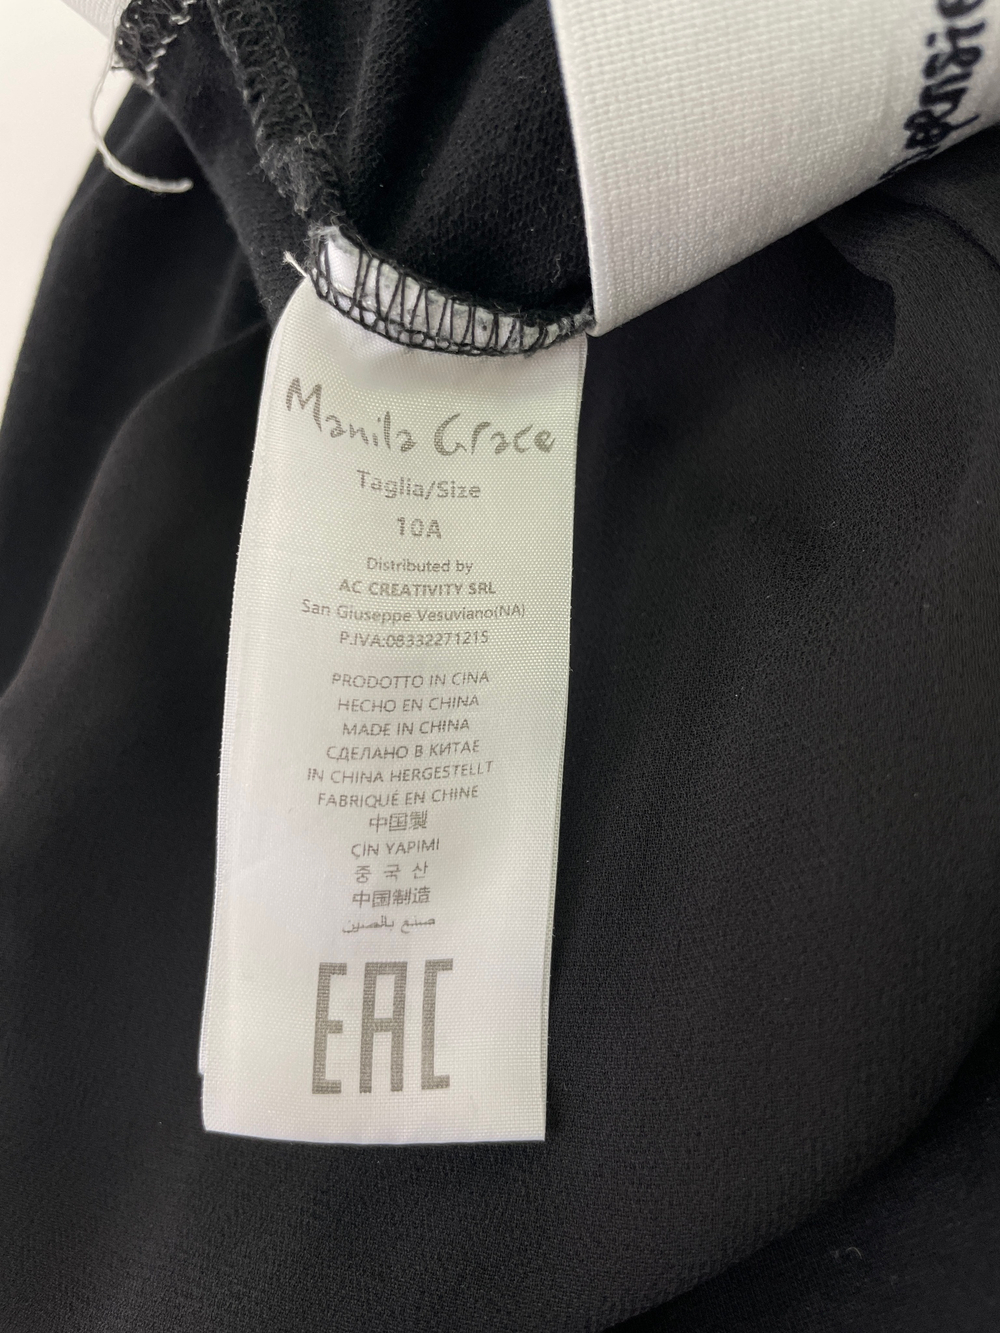 Manila Grace
Taglia/Size
10A
Distributed by
AC CREATIVITY SRL
San Giuseppe Vesuviano(NA)
P.IVA:08332271215
PRODOTTO IN CINA
HECHO EN CHINA
MADE IN CHINA
СДЕЛАНО В КИТАЕ
IN CHINA HERGESTELLT
FABRIQUÉ EN CHINE
中国製
ÇIN YAPIMI
중 국 산
中国制造
صنع بالصين
EAC